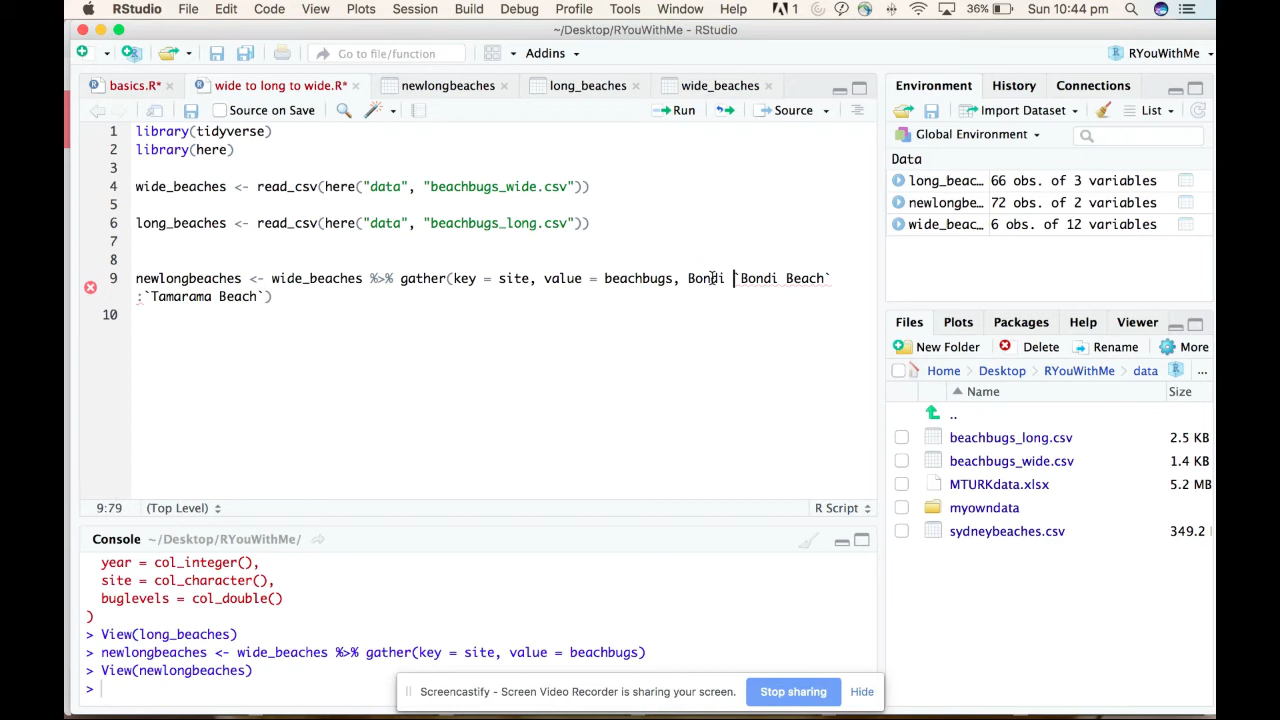 RStudio File Edit Code View Plots Session Build Debug Profile Tools Window Help 1 36% Sun 10:44 pm
~/Desktop/RYouWithMe - RStudio
Go to file/function Addins RYouWithMe
basics.R* × wide to long to wide.R* × newlongbeaches × long_beaches × wide_beaches ×
Source on Save Run Source
1 library(tidyverse)
2 library(here)
3
4 wide_beaches <- read_csv(here("data", "beachbugs_wide.csv"))
5
6 long_beaches <- read_csv(here("data", "beachbugs_long.csv"))
7
8
9 newlongbeaches <- wide_beaches %>% gather(key = site, value = beachbugs, Bondi `Bondi Beach`
:`Tamarama Beach`)
10
9:79 (Top Level) R Script
Console ~/Desktop/RYouWithMe/
year = col_integer(),
site = col_character(),
buglevels = col_double()
)
> View(long_beaches)
> newlongbeaches <- wide_beaches %>% gather(key = site, value = beachbugs)
> View(newlongbeaches)
>
Environment History Connections
Import Dataset List
Global Environment
Data
long_beac… 66 obs. of 3 variables
newlongbe… 72 obs. of 2 variables
wide_beac… 6 obs. of 12 variables
Files Plots Packages Help Viewer
New Folder Delete Rename More
Home Desktop RYouWithMe data ...
Name Size
..
beachbugs_long.csv 2.5 KB
beachbugs_wide.csv 1.4 KB
MTURKdata.xlsx 5.2 MB
myowndata
sydneybeaches.csv 349.2
Screencastify - Screen Video Recorder is sharing your screen. Stop sharing Hide